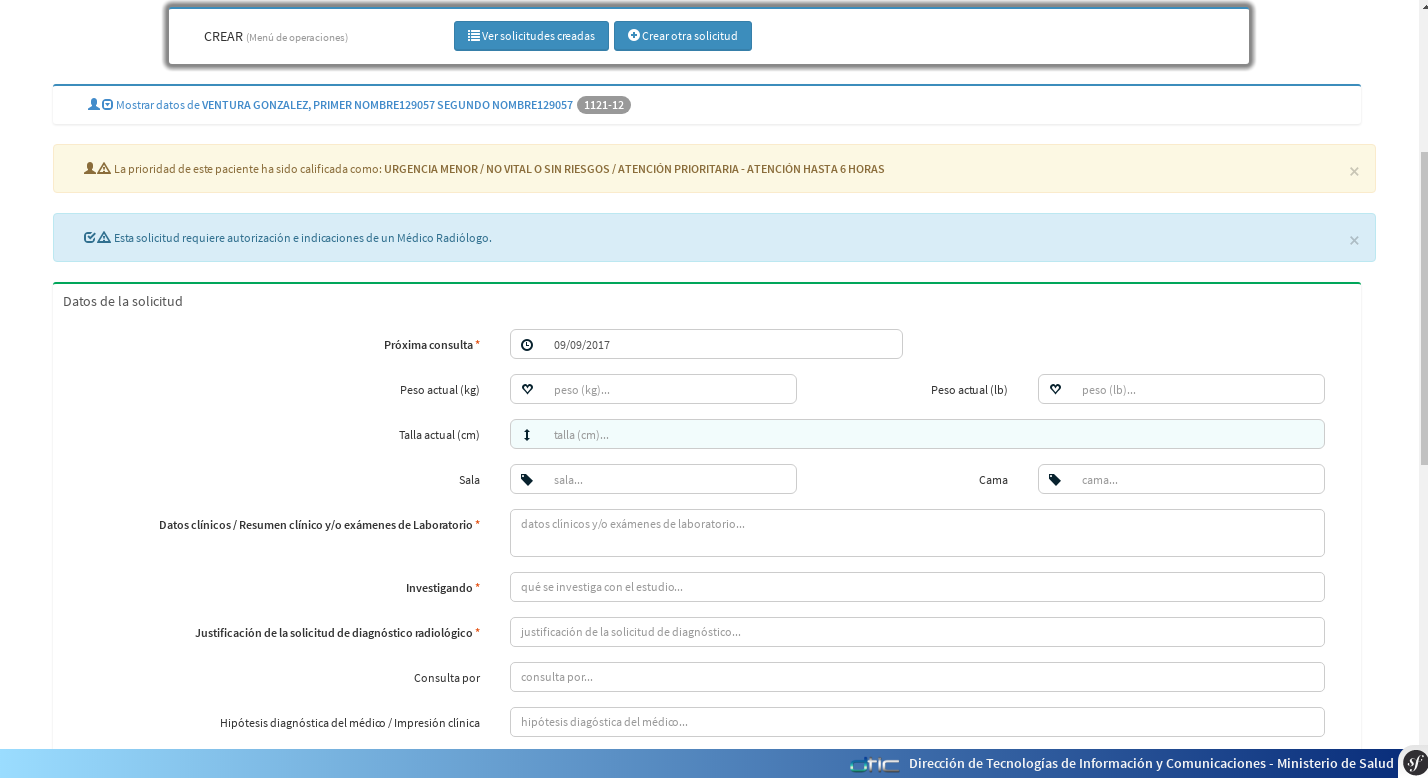 CREAR (Menú de operaciones) Ver solicitudes creadas Crear otra solicitud
Mostrar datos de VENTURA GONZALEZ, PRIMER NOMBRE129057 SEGUNDO NOMBRE129057 1121-12
La prioridad de este paciente ha sido calificada como: URGENCIA MENOR / NO VITAL O SIN RIESGOS / ATENCIÓN PRIORITARIA - ATENCIÓN HASTA 6 HORAS ×
Esta solicitud requiere autorización e indicaciones de un Médico Radiólogo. ×
Datos de la solicitud
Próxima consulta * 09/09/2017
Peso actual (kg) peso (kg)... Peso actual (lb) peso (lb)...
Talla actual (cm) talla (cm)...
Sala sala... Cama cama...
Datos clínicos / Resumen clínico y/o exámenes de Laboratorio * datos clínicos y/o exámenes de laboratorio...
Investigando * qué se investiga con el estudio...
Justificación de la solicitud de diagnóstico radiológico * justificación de la solicitud de diagnóstico...
Consulta por consulta por...
Hipótesis diagnóstica del médico / Impresión clínica hipótesis diagóstica del médico...
dtic Dirección de Tecnologías de Información y Comunicaciones - Ministerio de Salud sf